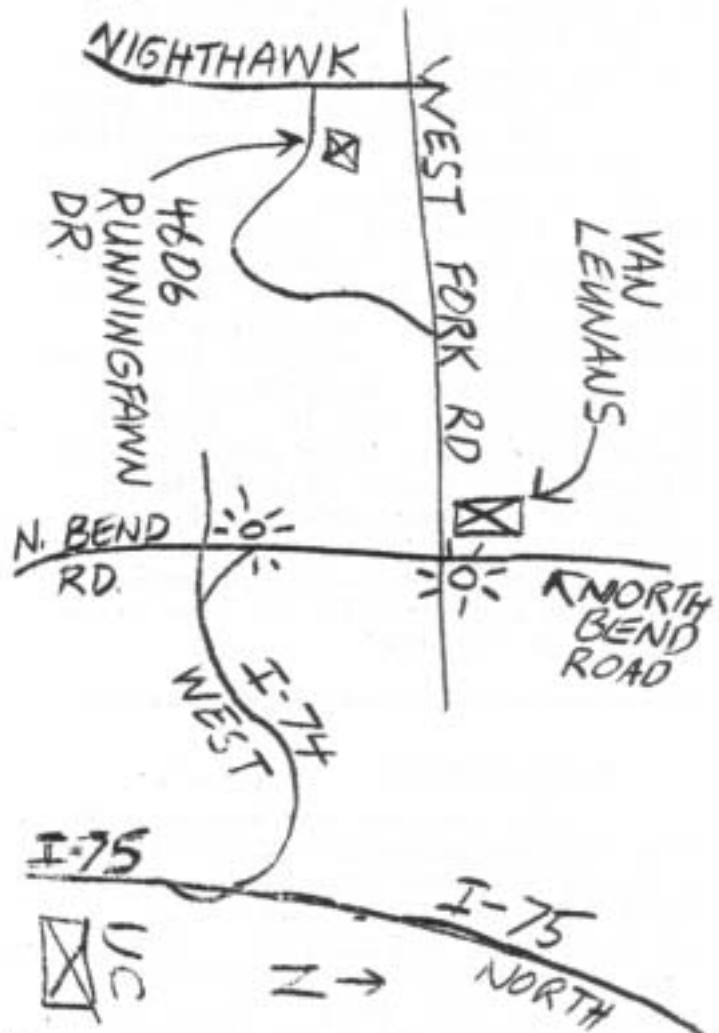 NIGHTHAWK
WEST FORK RD
4606
RUNNINGFAWN
DR
VAN
LEUNANS
N. BEND
RD.
NORTH
BEND
ROAD
I-74
WEST
I-75
I-75
NORTH
UC
N →